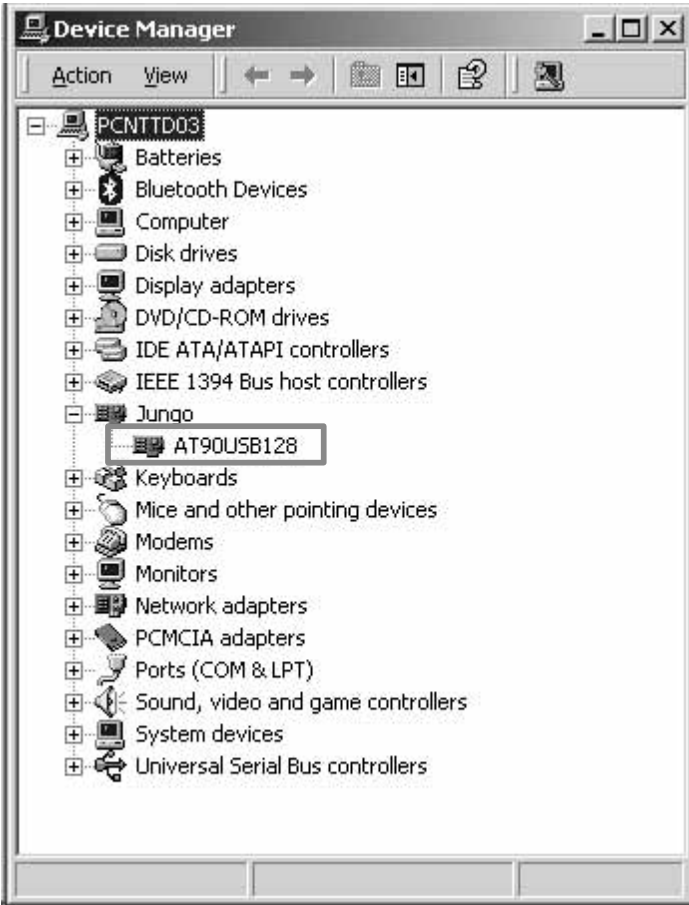 Device Manager
Action View
PCNTTD03
Batteries
Bluetooth Devices
Computer
Disk drives
Display adapters
DVD/CD-ROM drives
IDE ATA/ATAPI controllers
IEEE 1394 Bus host controllers
Jungo
AT90USB128
Keyboards
Mice and other pointing devices
Modems
Monitors
Network adapters
PCMCIA adapters
Ports (COM & LPT)
Sound, video and game controllers
System devices
Universal Serial Bus controllers